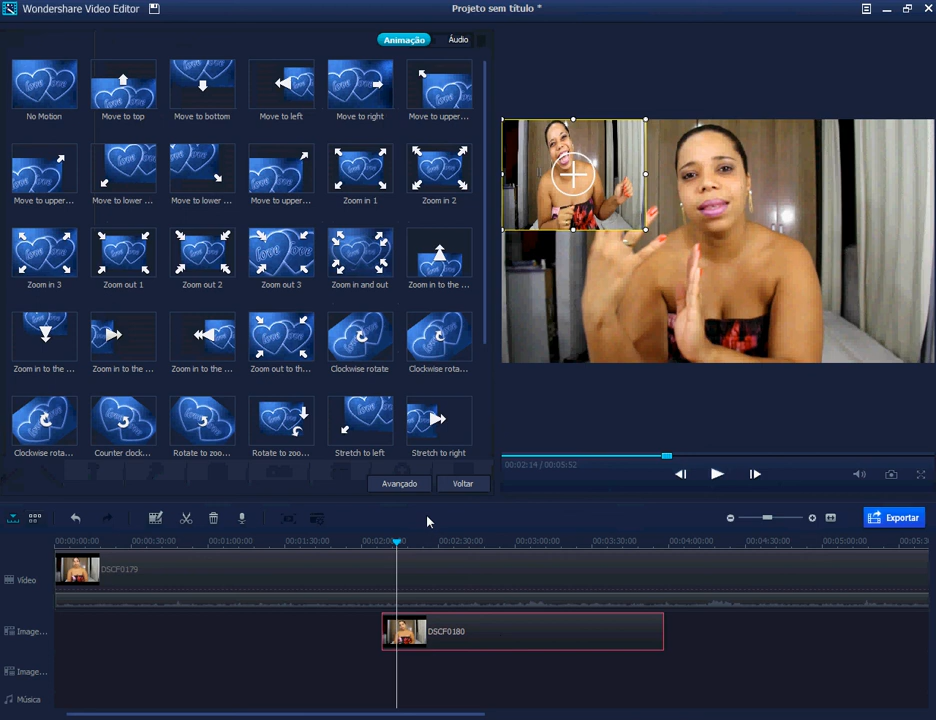 Wondershare Video Editor
Projeto sem título *
Animação
Áudio
No Motion
Move to top
Move to bottom
Move to left
Move to right
Move to upper...
Move to upper...
Move to lower ...
Move to lower ...
Move to upper...
Zoom in 1
Zoom in 2
Zoom in 3
Zoom out 1
Zoom out 2
Zoom out 3
Zoom in and out
Zoom in to the ...
Zoom in to the ...
Zoom in to the ...
Zoom in to the ...
Zoom out to th...
Clockwise rotate
Clockwise rota...
Clockwise rota...
Counter clock...
Rotate to zoo...
Rotate to zoo...
Stretch to left
Stretch to right
Avançado
Voltar
00:02:14 / 00:05:52
Exportar
00:00:00:00
00:00:30:00
00:01:00:00
00:01:30:00
00:02:00:00
00:02:30:00
00:03:00:00
00:03:30:00
00:04:00:00
00:04:30:00
00:05:00:00
00:05:3
Vídeo
DSCF0179
Image...
DSCF0180
Image...
Música